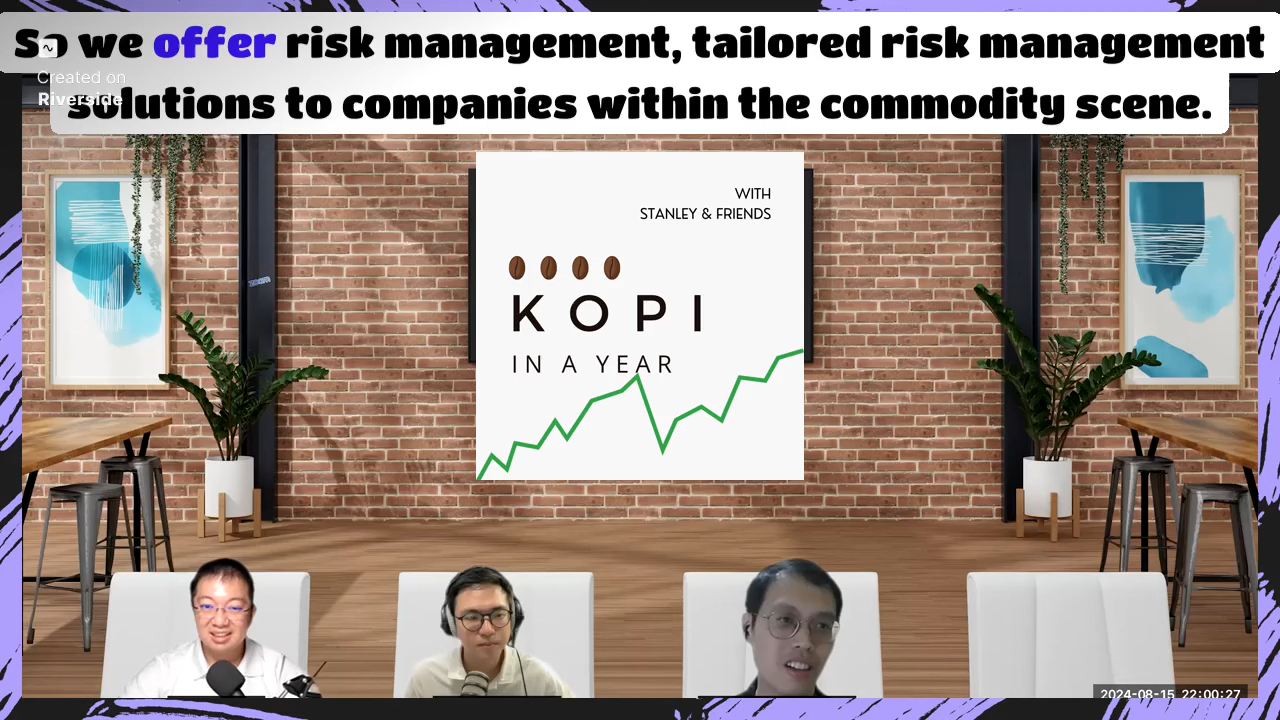 So we offer risk management, tailored risk management
solutions to companies within the commodity scene.
Created on
Riverside
WITH
STANLEY & FRIENDS
KOPI
IN A YEAR
2024-08-15 22:00:27